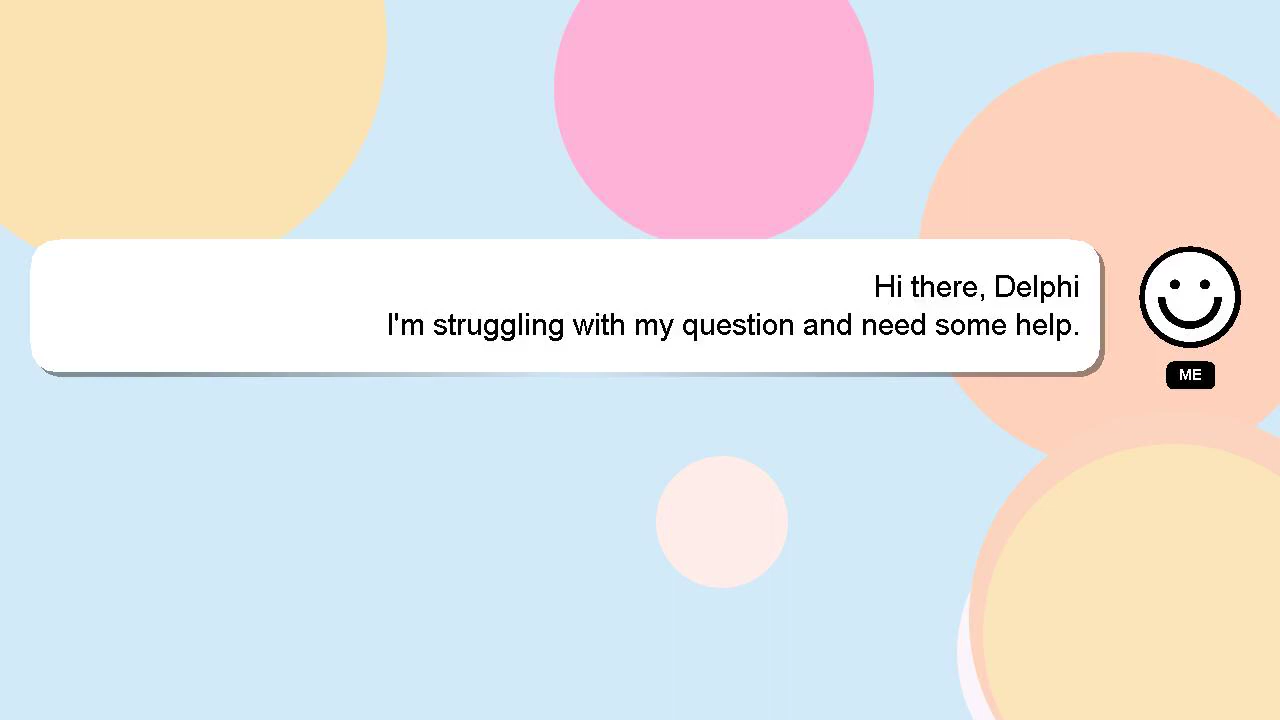 Hi there, Delphi
I'm struggling with my question and need some help.
ME